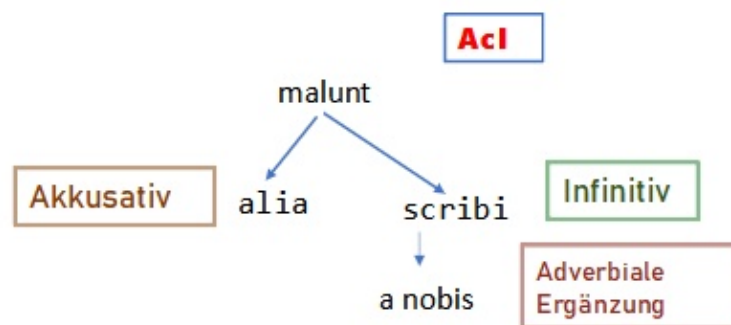 AcI
malunt
Akkusativ
alia
scribi
Infinitiv
a nobis
Adverbiale
Ergänzung